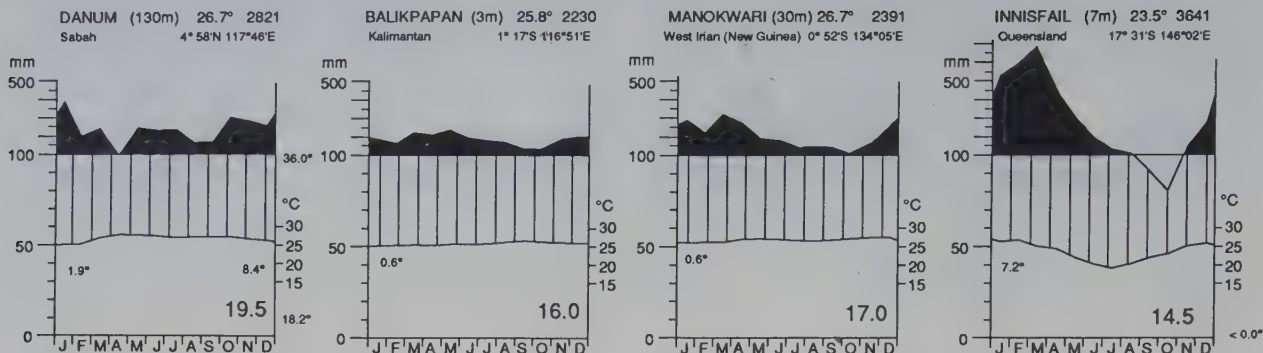 DANUM (130m) 26.7° 2821
Sabah 4° 58'N 117°46'E
mm
500
100
50
0
36.0°
°C
30
25
20
15
1.9° 8.4°
19.5
18.2°
J F M A M J J A S O N D
BALIKPAPAN (3m) 25.8° 2230
Kalimantan 1° 17'S 116°51'E
mm
500
100
50
0
°C
30
25
20
15
0.6°
16.0
J F M A M J J A S O N D
MANOKWARI (30m) 26.7° 2391
West Irian (New Guinea) 0° 52'S 134°05'E
mm
500
100
50
0
°C
30
25
20
15
0.6°
17.0
J F M A M J J A S O N D
INNISFAIL (7m) 23.5° 3641
Queensland 17° 31'S 146°02'E
mm
500
100
50
0
°C
30
25
20
15
7.2°
14.5
< 0.0°
J F M A M J J A S O N D